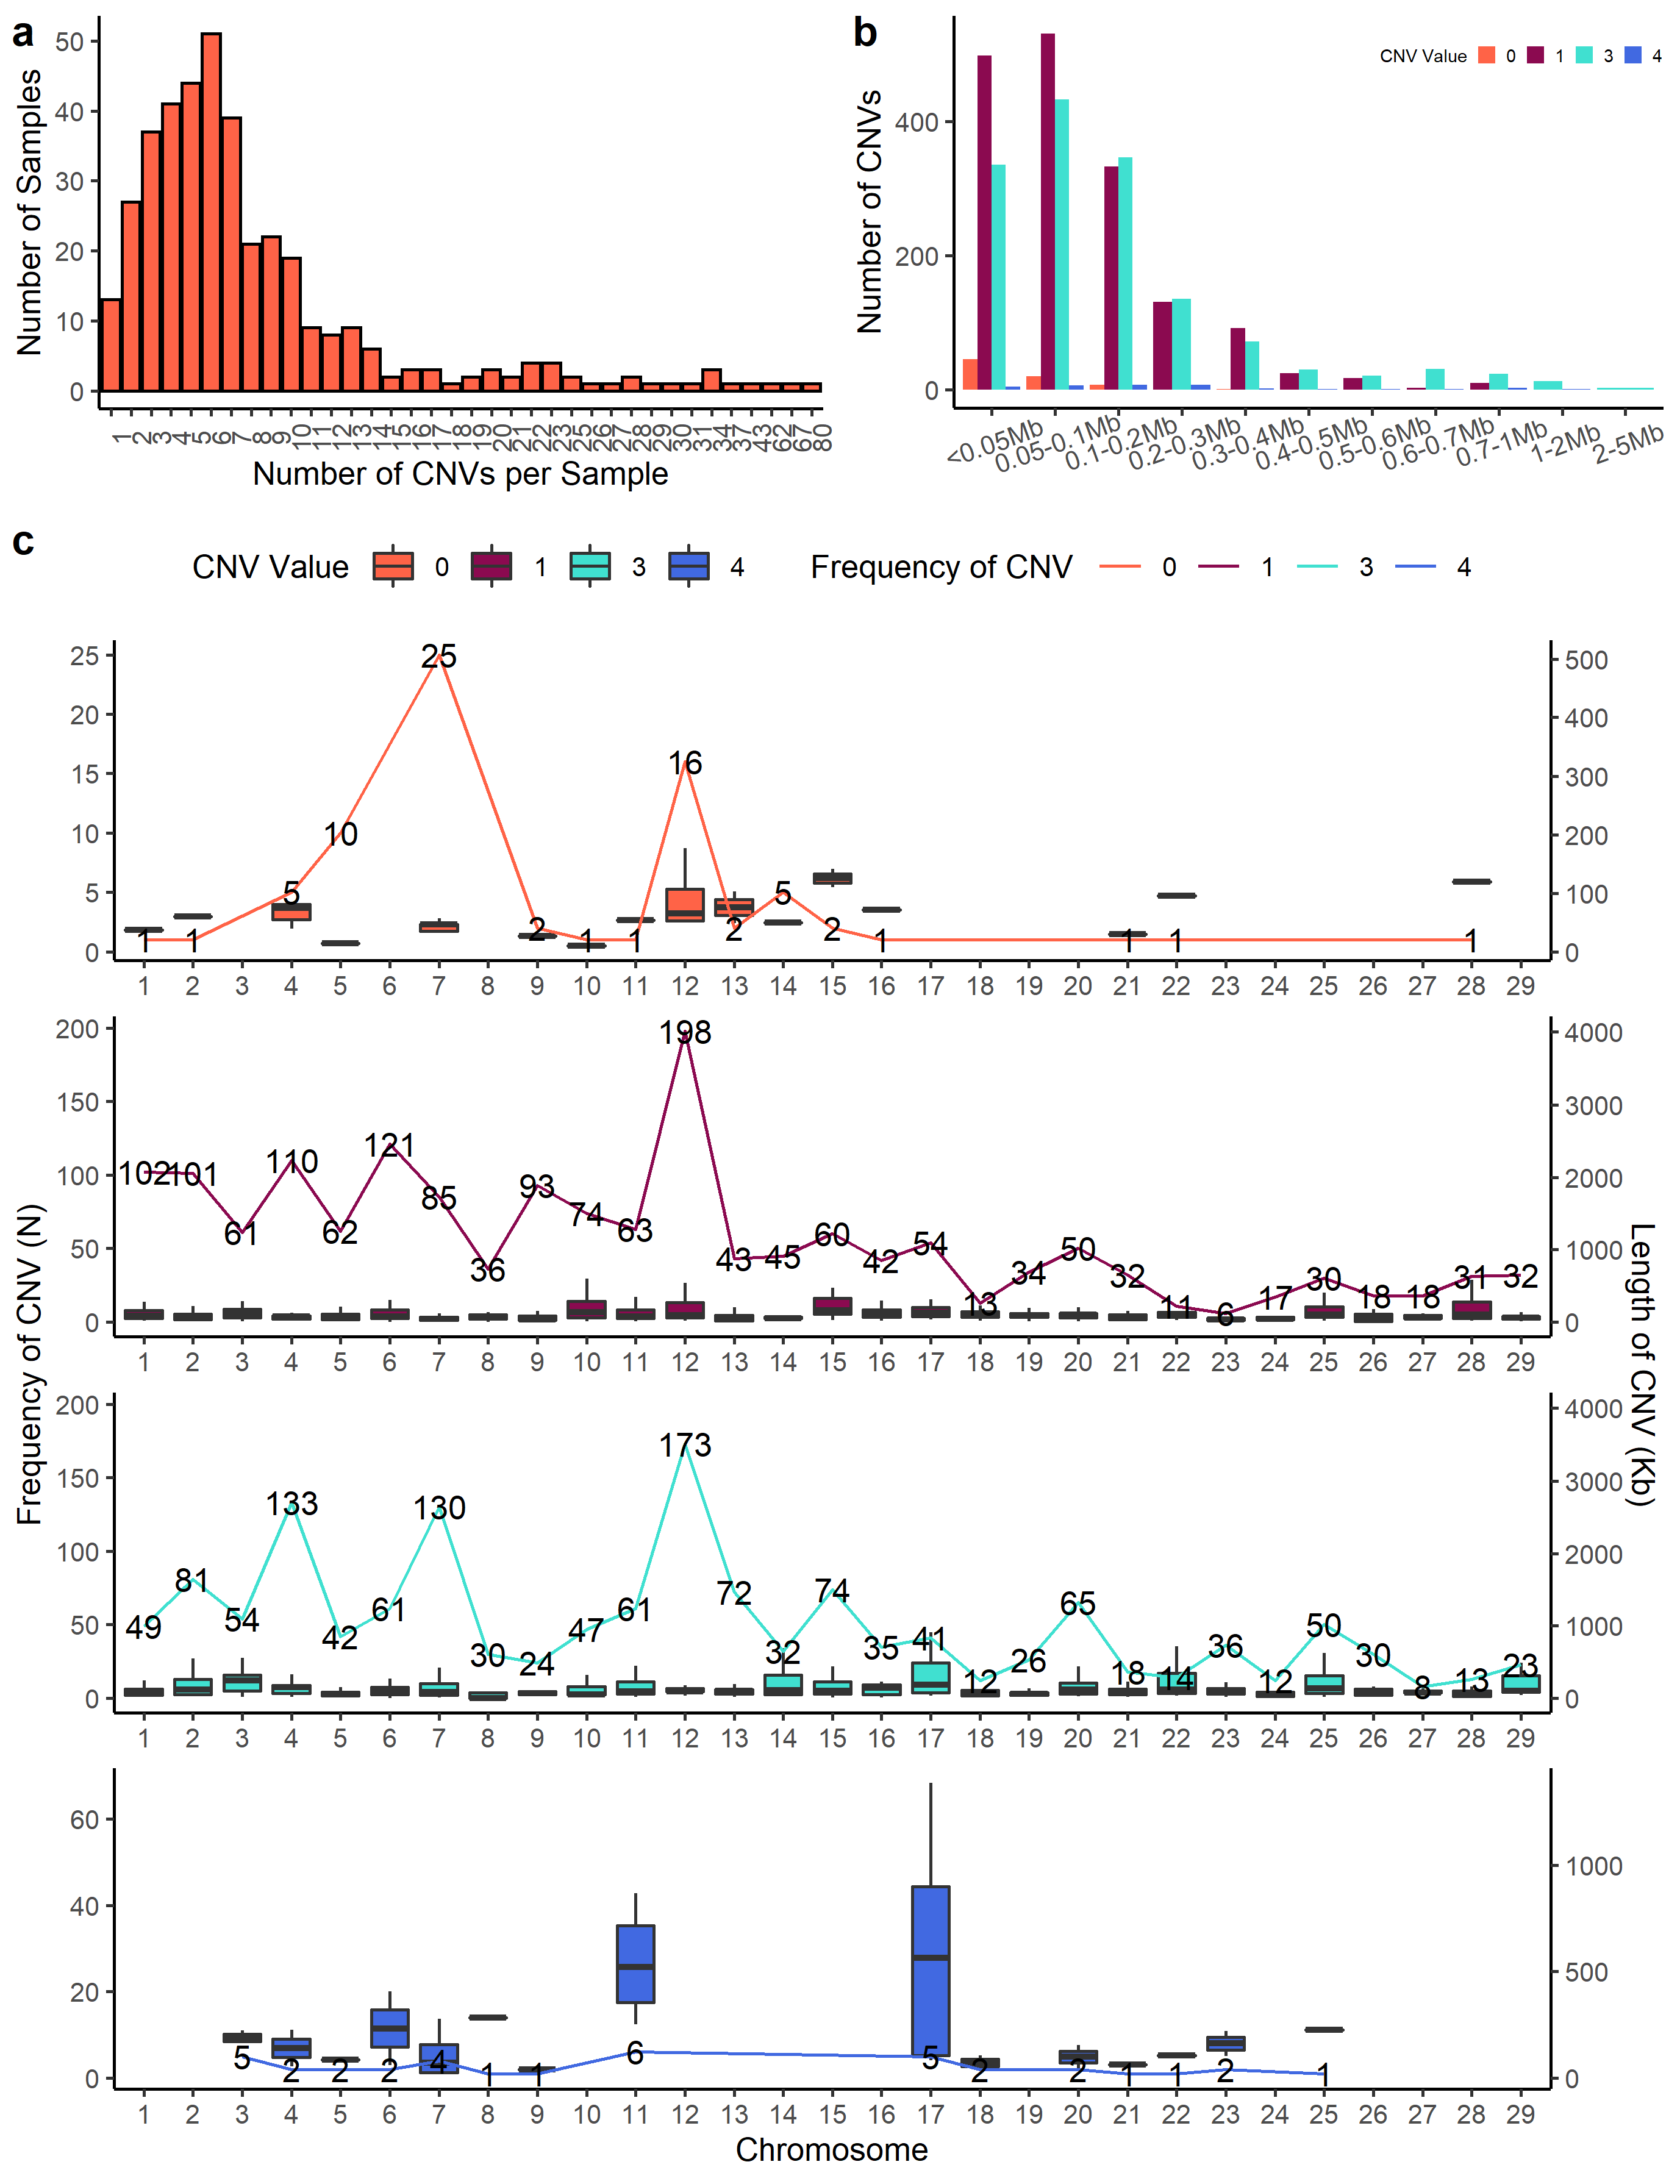 a
50
40
30
20
10
0
Number of Samples
1 2 3 4 5 6 7 8 9 10 11 12 13 14 15 16 17 18 19 20 21 22 23 25 26 27 28 29 30 31 34 37 43 62 67 80
Number of CNVs per Sample
b
CNV Value 0 1 3 4
400
200
0
Number of CNVs
<0.05Mb 0.05-0.1Mb 0.1-0.2Mb 0.2-0.3Mb 0.3-0.4Mb 0.4-0.5Mb 0.5-0.6Mb 0.6-0.7Mb 0.7-1Mb 1-2Mb 2-5Mb
c
CNV Value 0 1 3 4 Frequency of CNV 0 1 3 4
Frequency of CNV (N)
Length of CNV (Kb)
25
20
15
10
5
0
1 1 5 10 25 2 1 1 16 2 5 2 1 1 1 1
500
400
300
200
100
0
1 2 3 4 5 6 7 8 9 10 11 12 13 14 15 16 17 18 19 20 21 22 23 24 25 26 27 28 29
200
150
100
50
0
102 101 61 110 62 121 85 36 93 74 63 198 43 45 60 42 54 13 34 50 32 11 6 17 30 18 18 31 32
4000
3000
2000
1000
0
1 2 3 4 5 6 7 8 9 10 11 12 13 14 15 16 17 18 19 20 21 22 23 24 25 26 27 28 29
200
150
100
50
0
49 81 54 133 42 61 130 30 24 47 61 173 72 32 74 35 41 12 26 65 18 14 36 12 50 30 8 13 23
4000
3000
2000
1000
0
1 2 3 4 5 6 7 8 9 10 11 12 13 14 15 16 17 18 19 20 21 22 23 24 25 26 27 28 29
60
40
20
0
5 2 2 2 4 1 1 6 5 2 2 1 1 2 1
1000
500
0
1 2 3 4 5 6 7 8 9 10 11 12 13 14 15 16 17 18 19 20 21 22 23 24 25 26 27 28 29
Chromosome